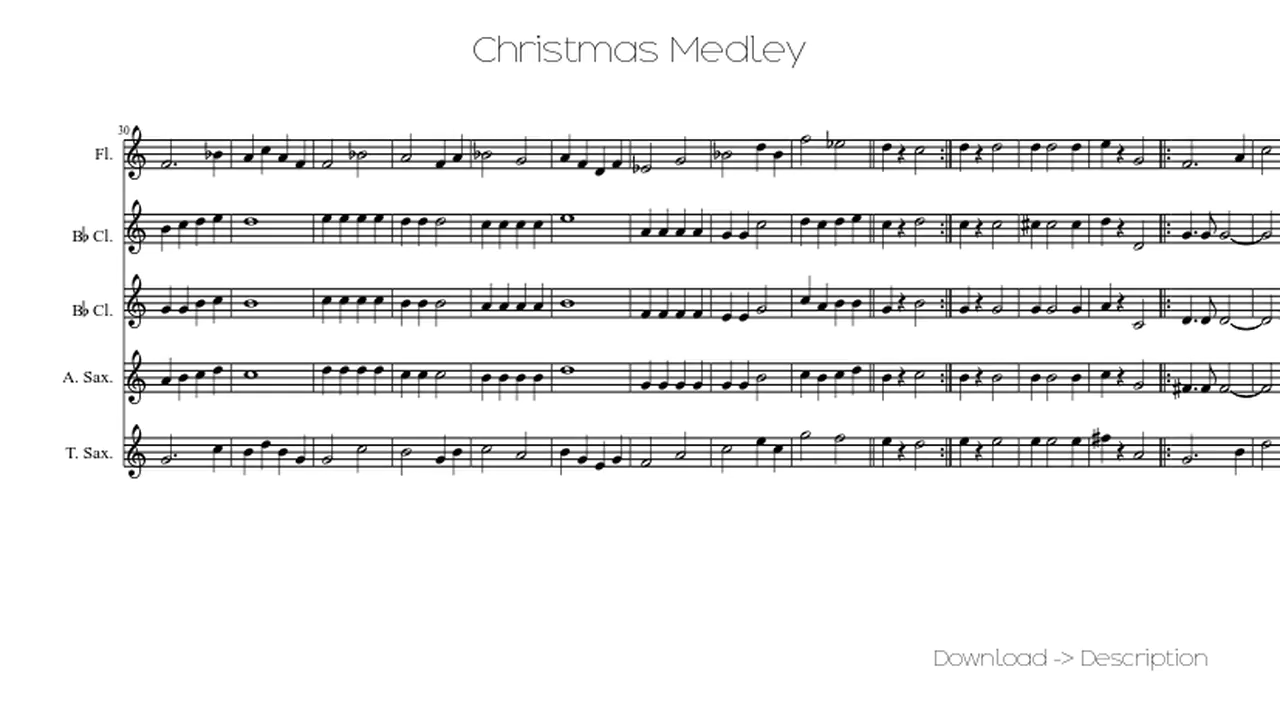 Christmas Medley
30
Fl.
B♭ Cl.
B♭ Cl.
A. Sax.
T. Sax.
Download -> Description